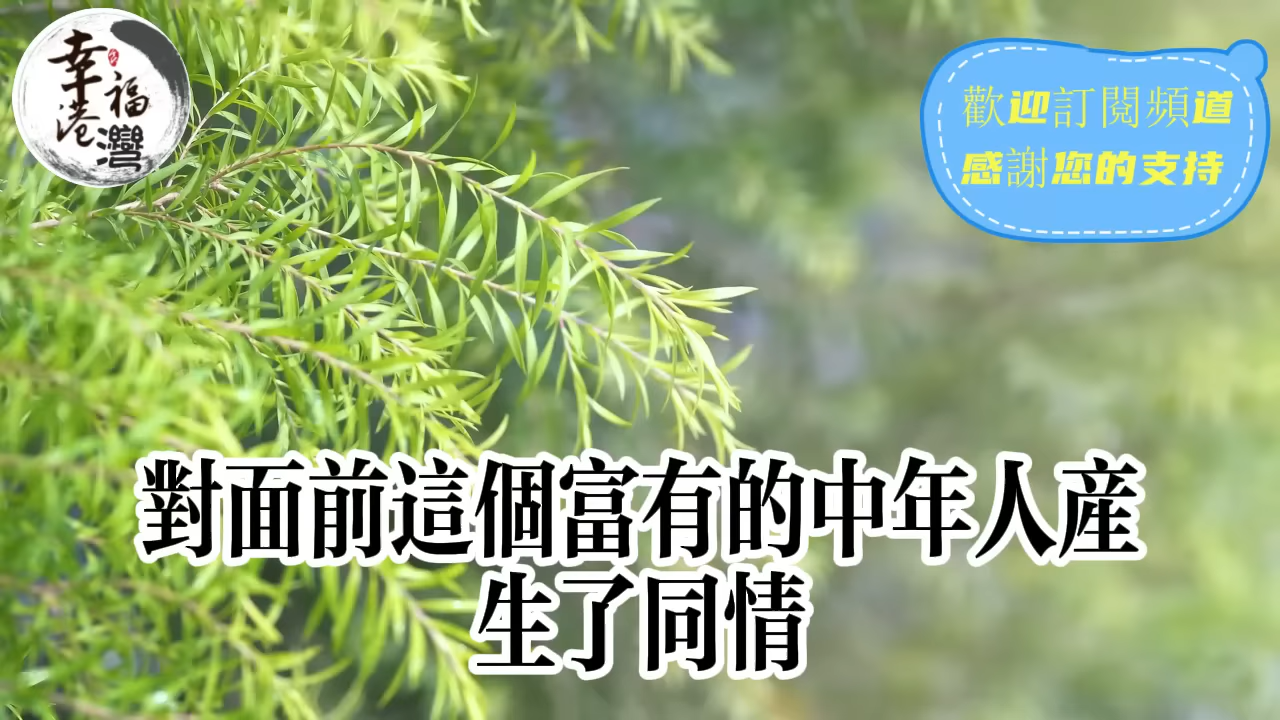 幸福
港灣
歡迎訂閱頻道
感謝您的支持
對面前這個富有的中年人産
生了同情